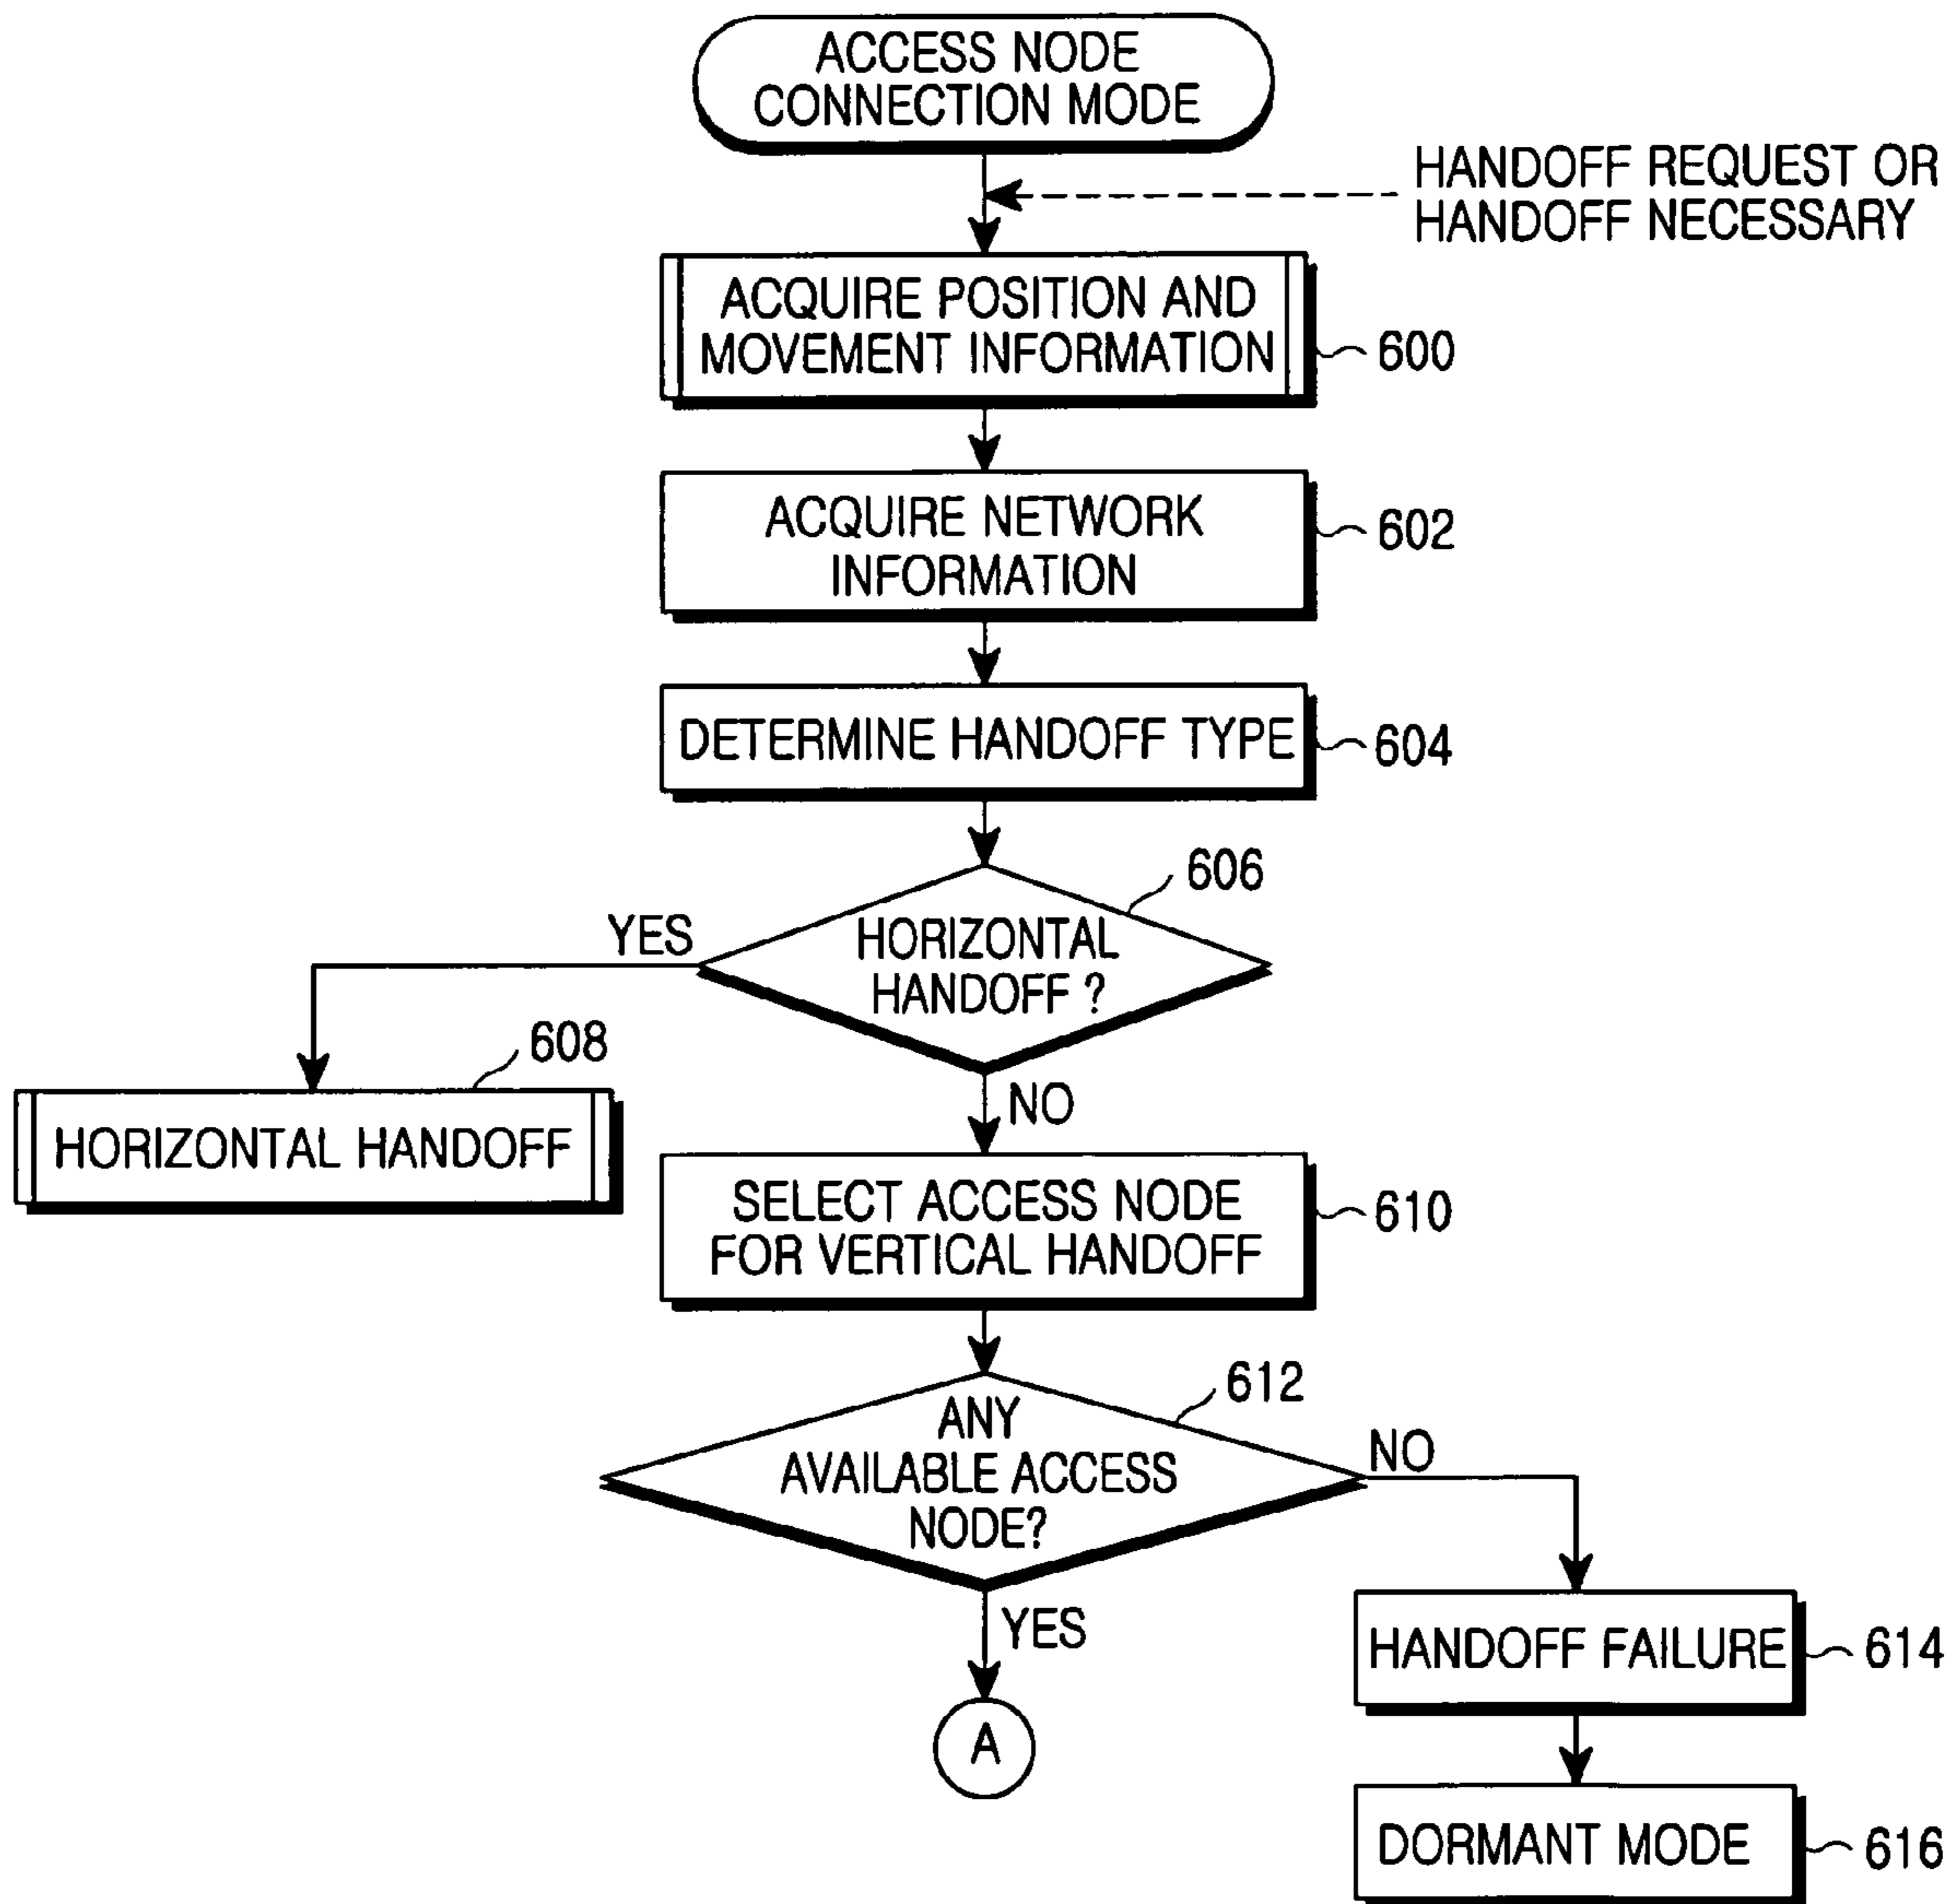 ACCESS NODE
CONNECTION MODE
HANDOFF REQUEST OR
HANDOFF NECESSARY
ACQUIRE POSITION AND
MOVEMENT INFORMATION
600
ACQUIRE NETWORK
INFORMATION
602
DETERMINE HANDOFF TYPE
604
606
HORIZONTAL
HANDOFF ?
YES
NO
608
HORIZONTAL HANDOFF
SELECT ACCESS NODE
FOR VERTICAL HANDOFF
610
612
ANY
AVAILABLE ACCESS
NODE?
NO
YES
HANDOFF FAILURE
614
A
DORMANT MODE
616